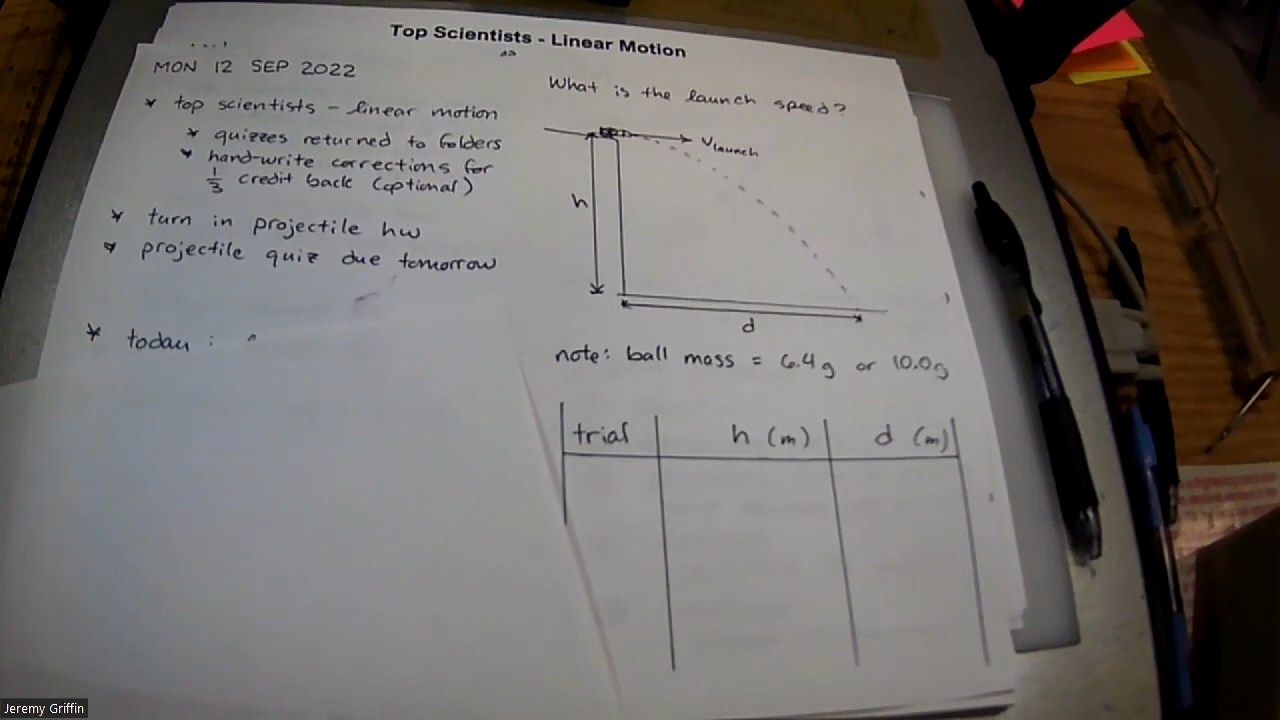 Top Scientists - Linear Motion
MON 12 SEP 2022
* top scientists - linear motion
* quizzes returned to folders
* hand-write corrections for
1/3 credit back (optional)
* turn in projectile hw
* projectile quiz due tomorrow
* today :
What is the launch speed?
Vlaunch
h
d
note: ball mass = 6.4g or 10.0g
trial h (m) d (m)
Jeremy Griffin